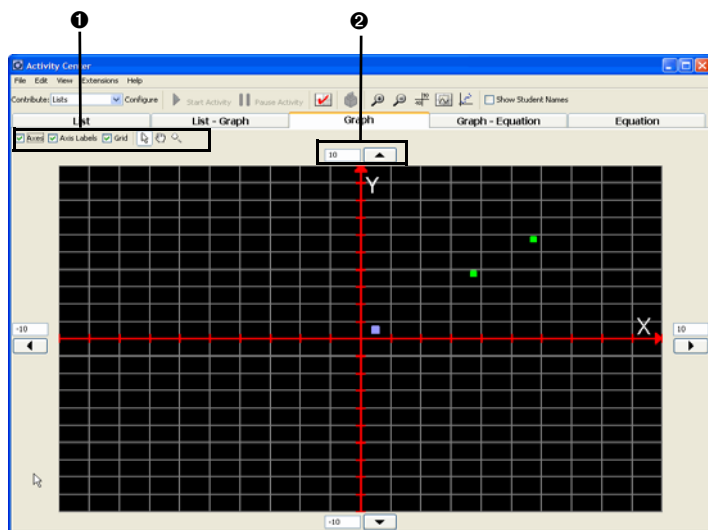 ❶ ❷
Activity Center
File Edit View Extensions Help
Contribute: Lists Configure Start Activity Pause Activity Show Student Names
List List - Graph Graph Graph - Equation Equation
Axes Axis Labels Grid
10
Y
-10 X 10
-10